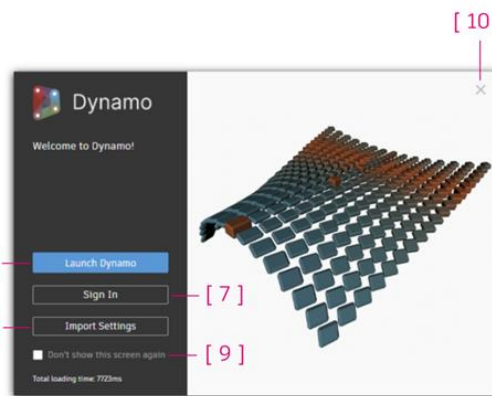 [ 10
Dynamo
Welcome to Dynamo!
Launch Dynamo
Sign In
[ 7 ]
Import Settings
Don't show this screen again
[ 9 ]
Total loading time: 7723ms